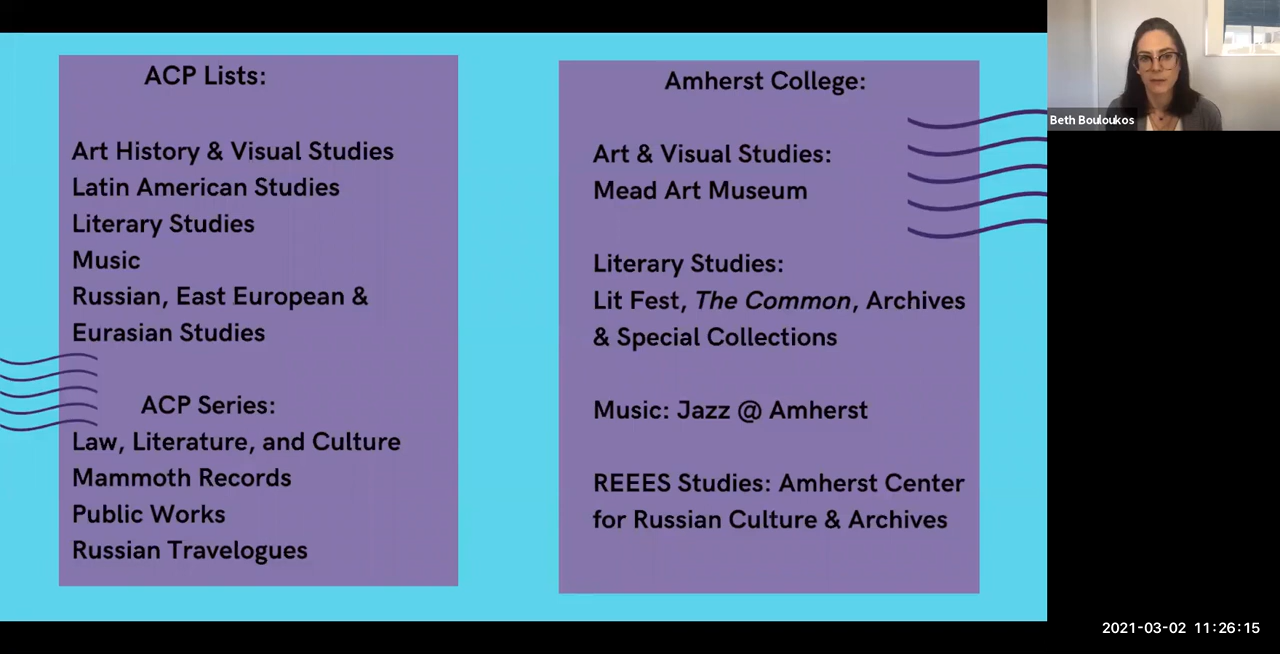 ACP Lists:
Art History & Visual Studies
Latin American Studies
Literary Studies
Music
Russian, East European &
Eurasian Studies
ACP Series:
Law, Literature, and Culture
Mammoth Records
Public Works
Russian Travelogues
Amherst College:
Art & Visual Studies:
Mead Art Museum
Literary Studies:
Lit Fest, The Common, Archives
& Special Collections
Music: Jazz @ Amherst
REEES Studies: Amherst Center
for Russian Culture & Archives
Beth Bouloukos
2021-03-02 11:26:15